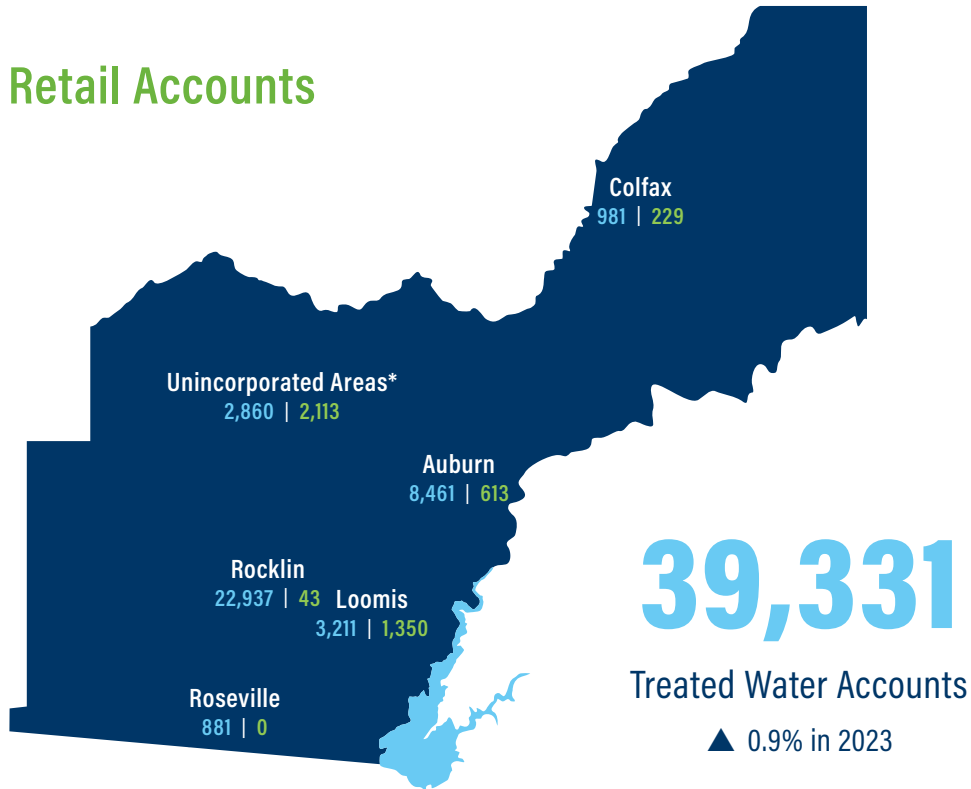 Retail Accounts
Colfax
981 | 229
Unincorporated Areas*
2,860 | 2,113
Auburn
8,461 | 613
Rocklin
22,937 | 43
Loomis
3,211 | 1,350
Roseville
881 | 0
39,331
Treated Water Accounts
▲ 0.9% in 2023